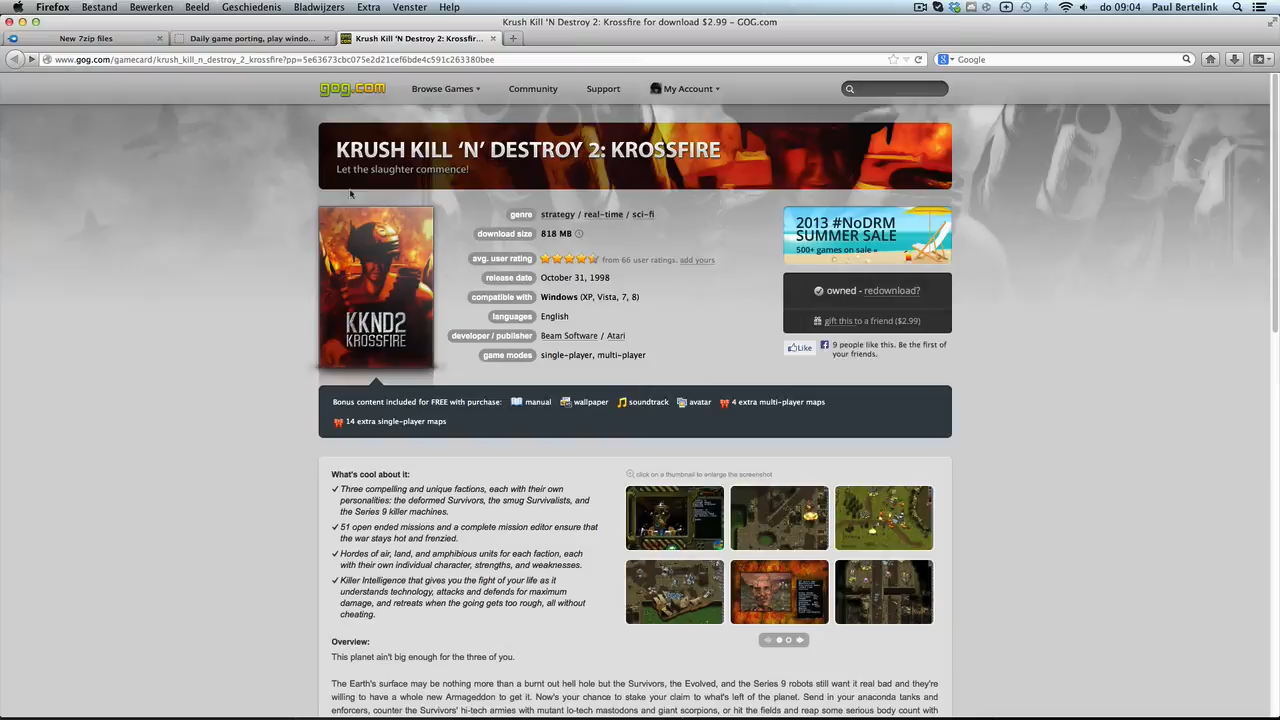 Firefox Bestand Bewerken Beeld Geschiedenis Bladwijzers Extra Venster Help do 09:04 Paul Bertelink
Krush Kill 'N Destroy 2: Krossfire for download $2.99 - GOG.com
New 7zip files Daily game porting, play windo... Krush Kill 'N Destroy 2: Krossfir...
www.gog.com/gamecard/krush_kill_n_destroy_2_krossfire?pp=5e63673cbc075e2d21cef6bde4c591c263380bee Google
gog.com Browse Games Community Support My Account
KRUSH KILL 'N' DESTROY 2: KROSSFIRE
Let the slaughter commence!
KKND2
KROSSFIRE
genre strategy / real-time / sci-fi
download size 818 MB
avg. user rating from 66 user ratings. add yours
release date October 31, 1998
compatible with Windows (XP, Vista, 7, 8)
languages English
developer / publisher Beam Software / Atari
game modes single-player, multi-player
2013 #NoDRM
SUMMER SALE
500+ games on sale »
owned - redownload?
gift this to a friend ($2.99)
Like 9 people like this. Be the first of
your friends.
Bonus content included for FREE with purchase: manual wallpaper soundtrack avatar 4 extra multi-player maps
14 extra single-player maps
What's cool about it:
✓ Three compelling and unique factions, each with their own
personalities: the deformed Survivors, the smug Survivalists, and
the Series 9 killer machines.
✓ 51 open ended missions and a complete mission editor ensure that
the war stays hot and frenzied.
✓ Hordes of air, land, and amphibious units for each faction, each
with their own individual character, strengths, and weaknesses.
✓ Killer Intelligence that gives you the fight of your life as it
understands technology, attacks and defends for maximum
damage, and retreats when the going gets too rough, all without
cheating.
click on a thumbnail to enlarge the screenshot
Overview:
This planet ain't big enough for the three of you.
The Earth's surface may be nothing more than a burnt out hell hole but the Survivors, the Evolved, and the Series 9 robots still want it real bad and they're
willing to have a whole new Armageddon to get it. Now's your chance to stake your claim to what's left of the planet. Send in your anaconda tanks and
enforcers, counter the Survivors' hi-tech armies with mutant lo-tech mastodons and giant scorpions, or hit the fields and reap some serious body count with